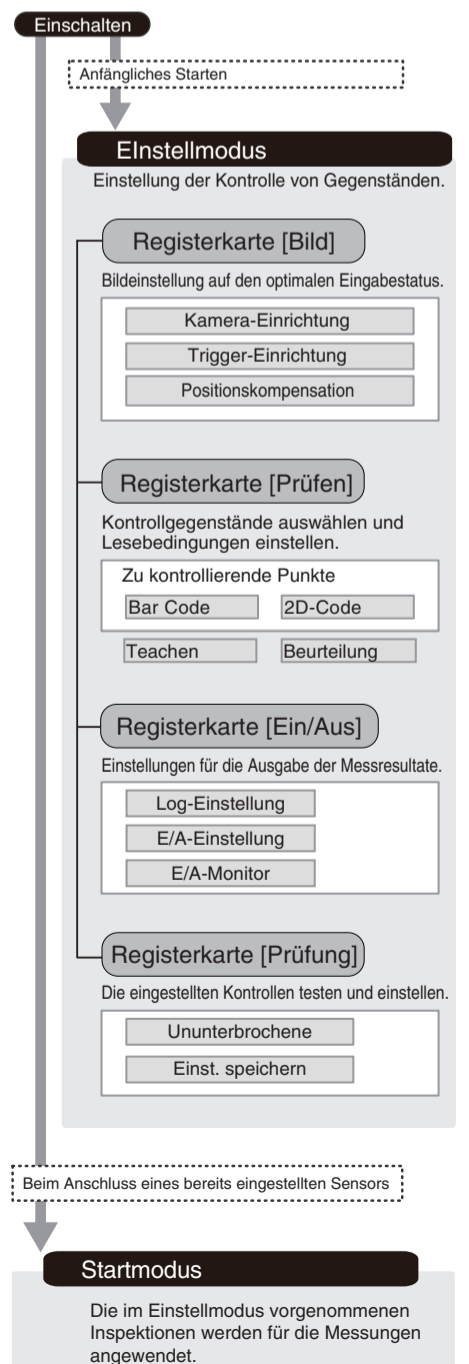 Einschalten
Anfängliches Starten
EInstellmodus
Einstellung der Kontrolle von Gegenständen.
Registerkarte [Bild]
Bildeinstellung auf den optimalen Eingabestatus.
Kamera-Einrichtung
Trigger-Einrichtung
Positionskompensation
Registerkarte [Prüfen]
Kontrollgegenstände auswählen und
Lesebedingungen einstellen.
Zu kontrollierende Punkte
Bar Code 2D-Code
Teachen Beurteilung
Registerkarte [Ein/Aus]
Einstellungen für die Ausgabe der Messresultate.
Log-Einstellung
E/A-Einstellung
E/A-Monitor
Registerkarte [Prüfung]
Die eingestellten Kontrollen testen und einstellen.
Ununterbrochene
Einst. speichern
Beim Anschluss eines bereits eingestellten Sensors
Startmodus
Die im Einstellmodus vorgenommenen
Inspektionen werden für die Messungen
angewendet.